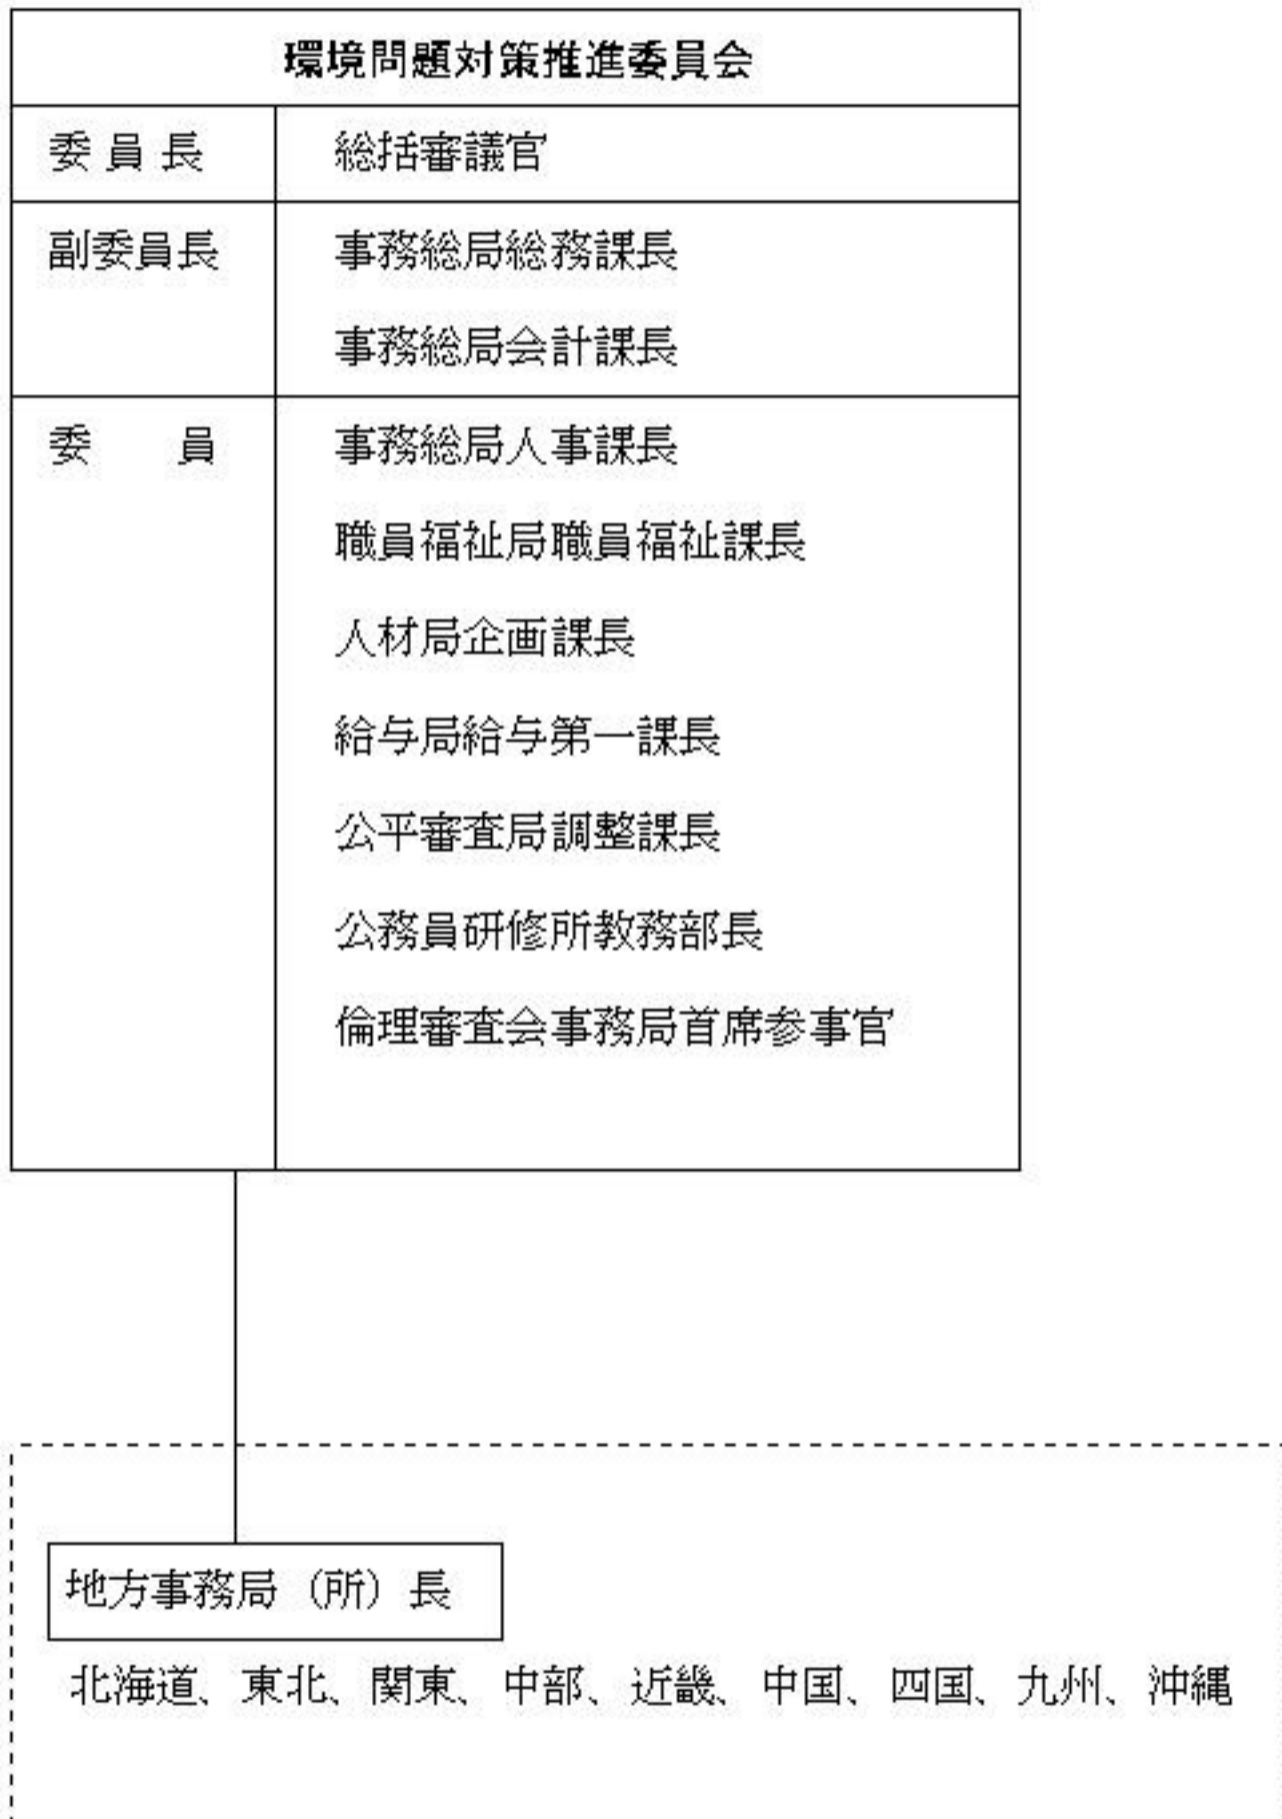 環境問題対策推進委員会
委 員 長 総括審議官
副委員長 事務総局総務課長
事務総局会計課長
委　　員 事務総局人事課長
職員福祉局職員福祉課長
人材局企画課長
給与局給与第一課長
公平審査局調整課長
公務員研修所教務部長
倫理審査会事務局首席参事官
地方事務局（所）長
北海道、東北、関東、中部、近畿、中国、四国、九州、沖縄